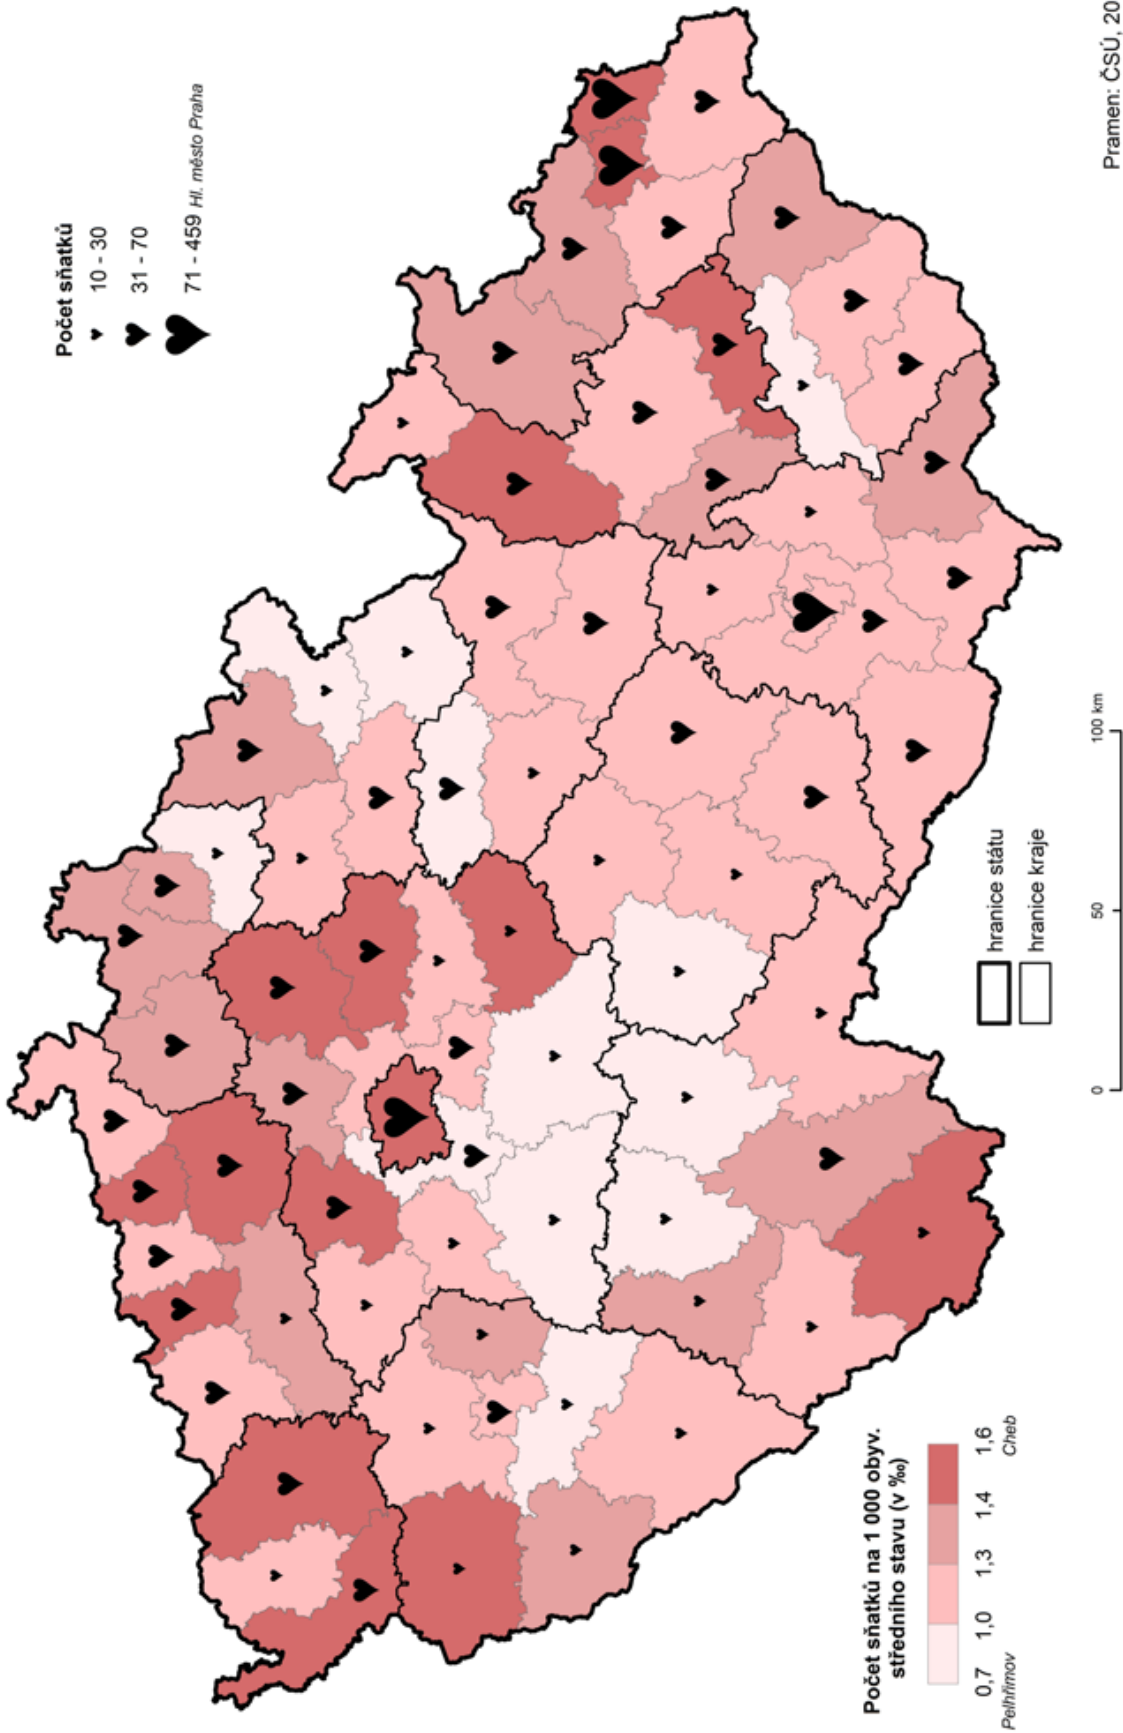 Počet sňatků
10 - 30
31 - 70
71 - 459 Hl. město Praha
Počet sňatků na 1 000 obyv.
středního stavu (v ‰)
0,7 1,0 1,3 1,4 1,6
Pelhřimov Cheb
hranice státu
hranice kraje
0 50 100 km
Pramen: ČSÚ, 20